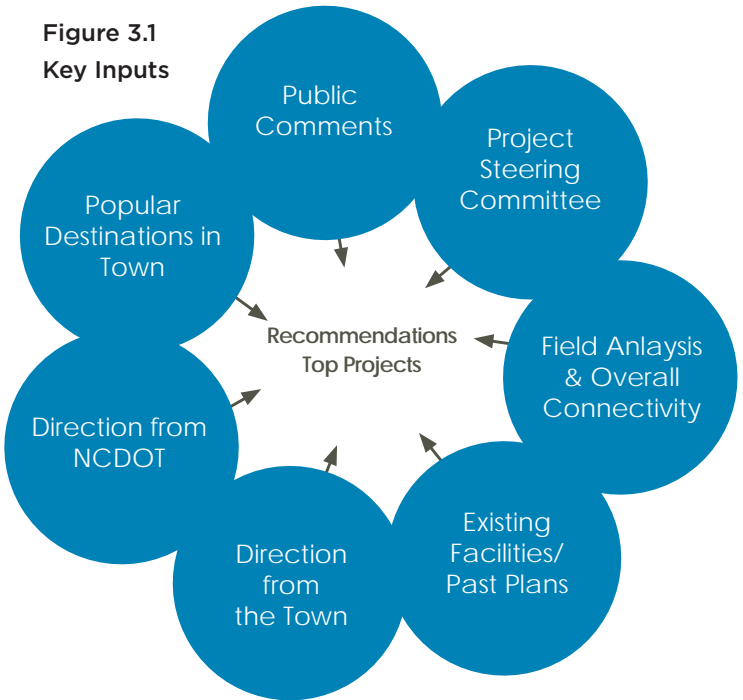 Figure 3.1
Key Inputs
Public
Comments
Project
Steering
Committee
Field Anlaysis
& Overall
Connectivity
Existing
Facilities/
Past Plans
Direction
from
the Town
Direction from
NCDOT
Popular
Destinations in
Town
Recommendations
Top Projects